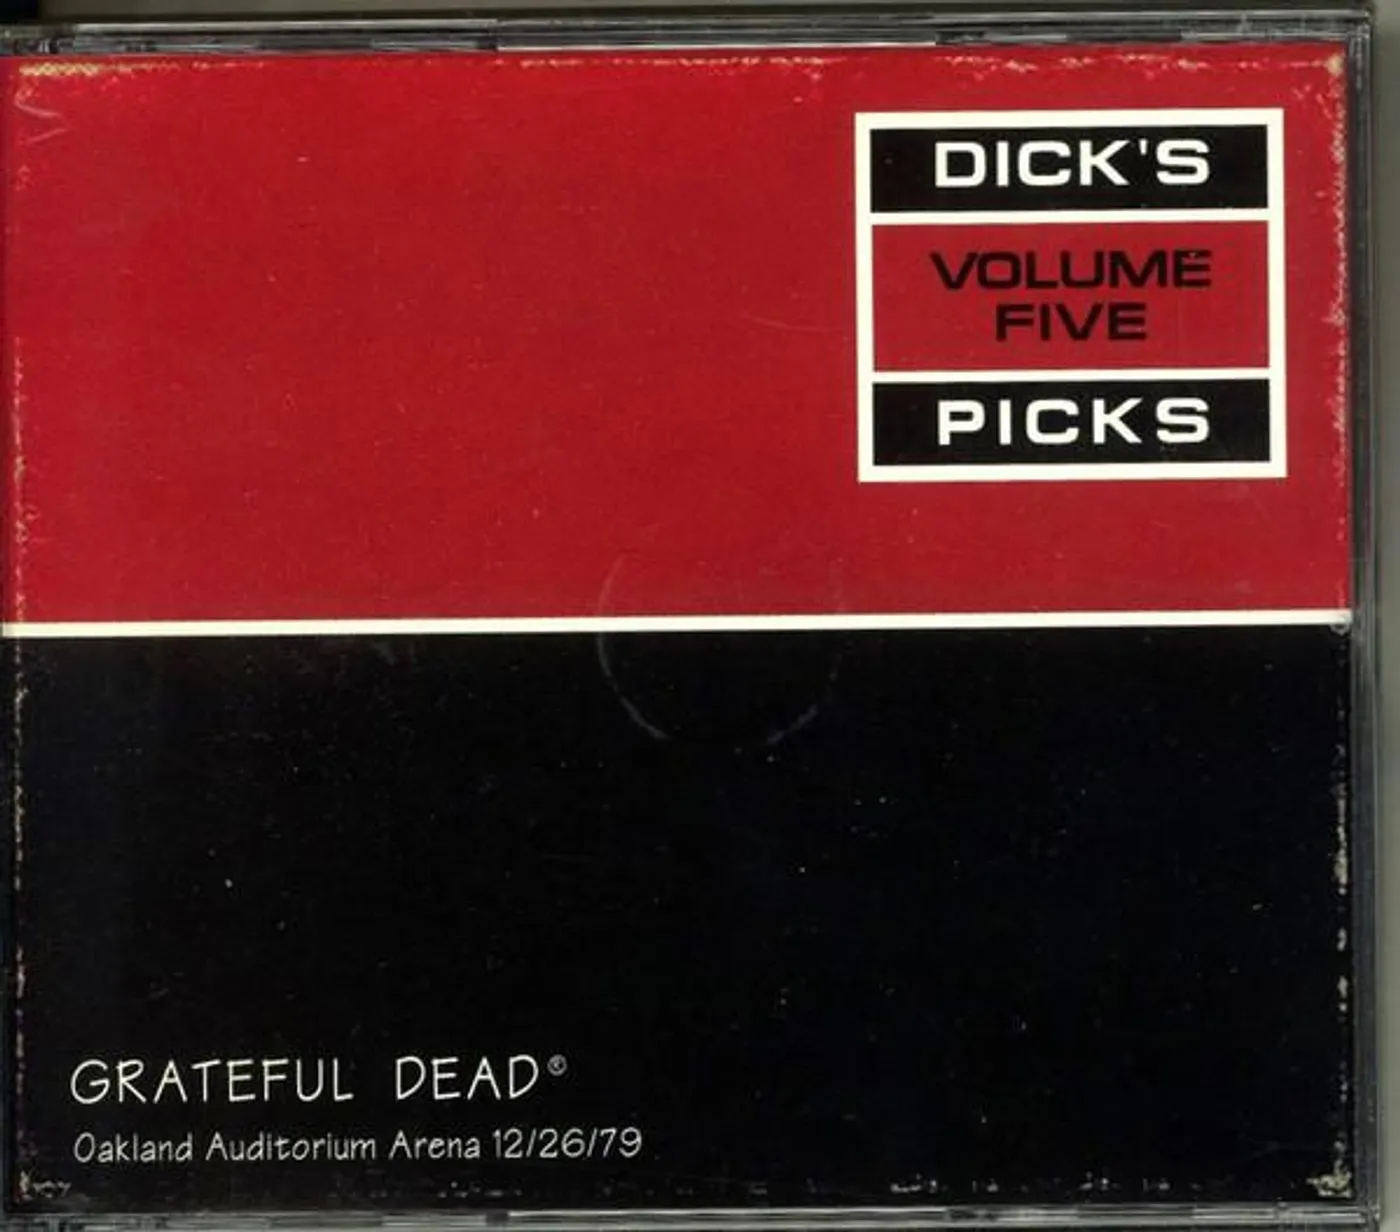 DICK'S
VOLUME
FIVE
PICKS
GRATEFUL DEAD®
Oakland Auditorium Arena 12/26/79